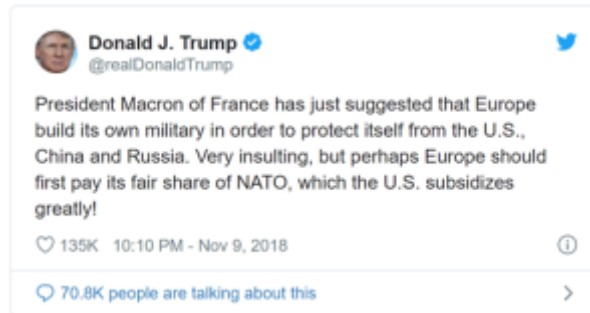 Donald J. Trump
@realDonaldTrump
President Macron of France has just suggested that Europe
build its own military in order to protect itself from the U.S.,
China and Russia. Very insulting, but perhaps Europe should
first pay its fair share of NATO, which the U.S. subsidizes
greatly!
135K 10:10 PM - Nov 9, 2018
70.8K people are talking about this